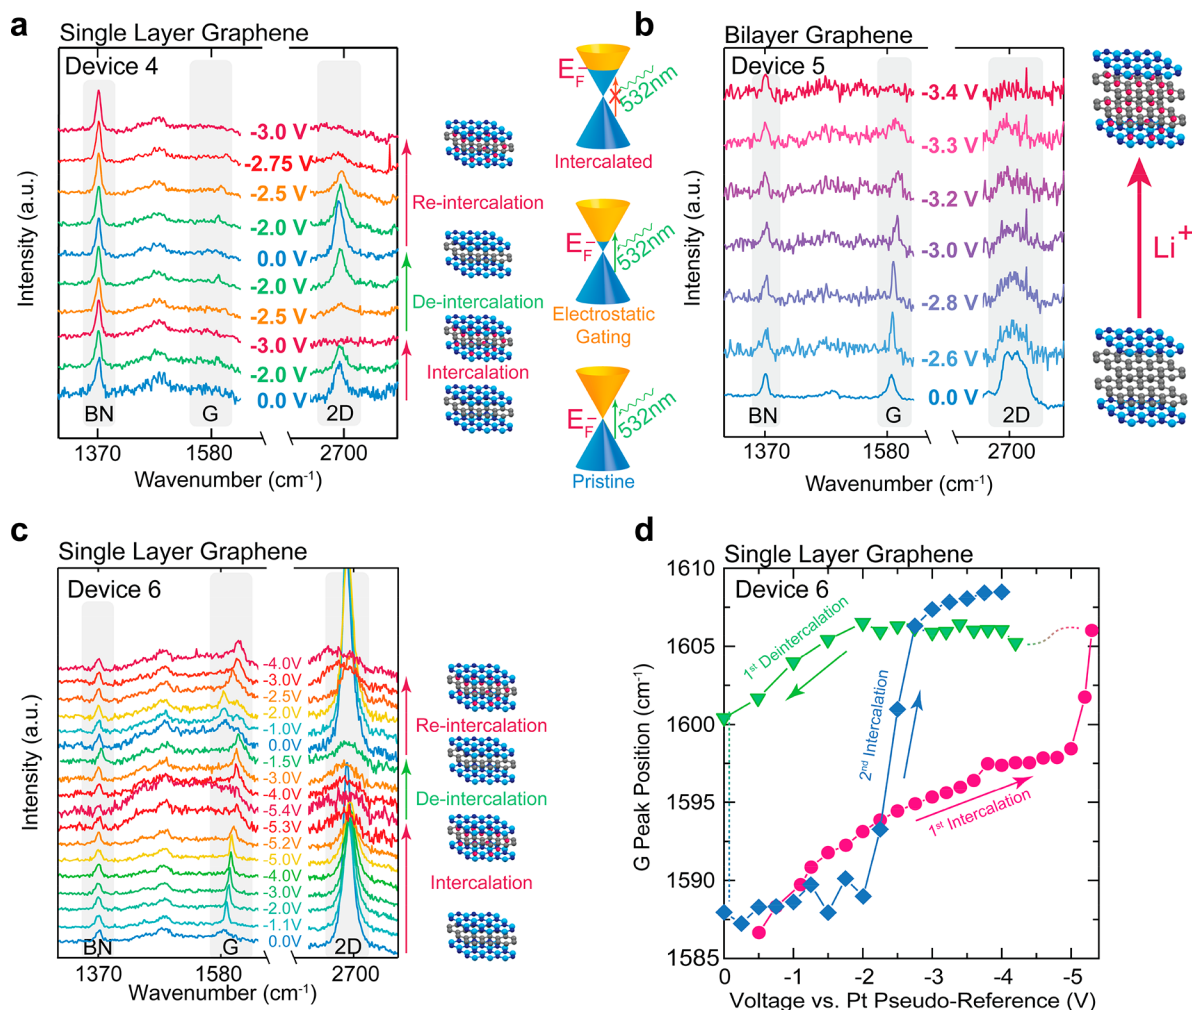 a
Single Layer Graphene
Device 4
Intensity (a.u.)
-3.0 V
-2.75 V
-2.5 V
-2.0 V
0.0 V
-2.0 V
-2.5 V
-3.0 V
-2.0 V
0.0 V
BN
G
2D
1370
1580
2700
Wavenumber (cm-1)
Re-intercalation
De-intercalation
Intercalation
EF
532nm
Intercalated
EF
532nm
Electrostatic
Gating
EF
532nm
Pristine
b
Bilayer Graphene
Device 5
Intensity (a.u.)
-3.4 V
-3.3 V
-3.2 V
-3.0 V
-2.8 V
-2.6 V
0.0 V
BN
G
2D
1370
1580
2700
Wavenumber (cm-1)
Li+
c
Single Layer Graphene
Device 6
Intensity (a.u.)
-4.0V
-3.0V
-2.5V
-2.0V
-1.0V
0.0V
-1.5V
-3.0V
-4.0V
-5.4V
-5.3V
-5.2V
-5.0V
-4.0V
-3.0V
-2.0V
-1.1V
0.0V
BN
G
2D
1370
1580
2700
Wavenumber (cm-1)
Re-intercalation
De-intercalation
Intercalation
d
Single Layer Graphene
Device 6
G Peak Position (cm-1)
1610
1605
1600
1595
1590
1585
1st Deintercalation
2nd Intercalation
1st Intercalation
0
-1
-2
-3
-4
-5
Voltage vs. Pt Pseudo-Reference (V)